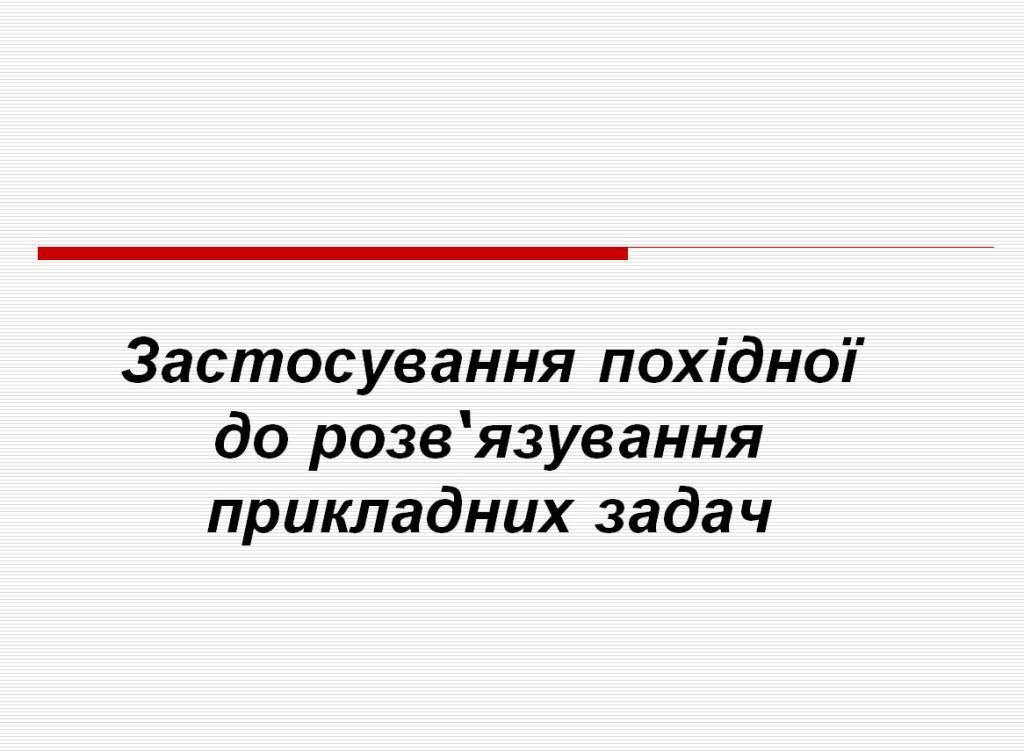 Застосування похідної
до розв‛язування
прикладних задач